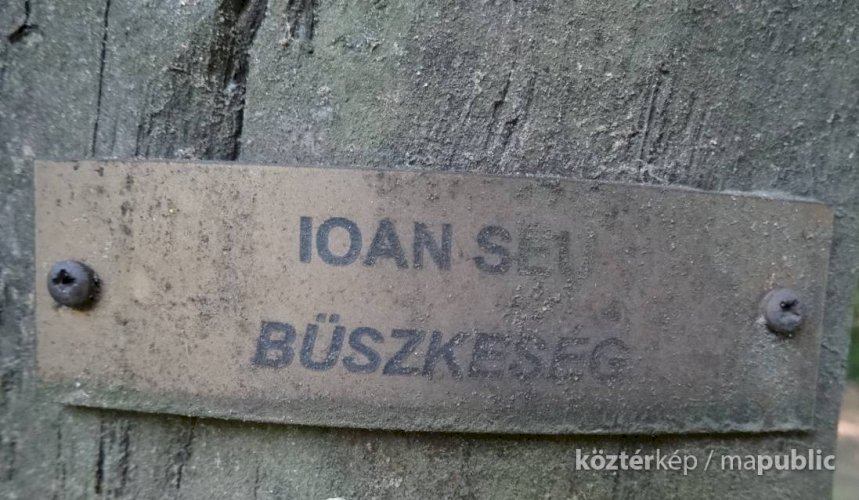 IOAN SEU
BÜSZKESÉG
köztérkép / mapublic